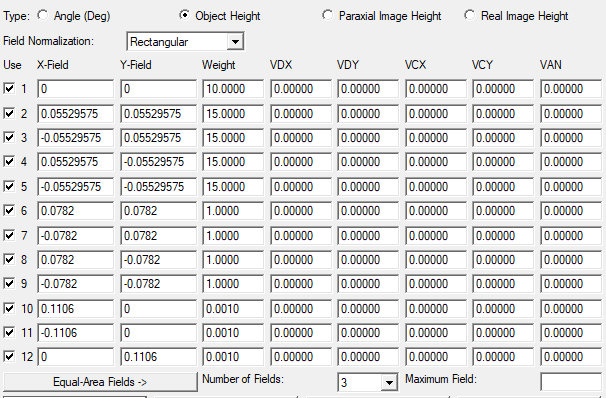 Type: Angle (Deg) Object Height Paraxial Image Height Real Image Height
Field Normalization: Rectangular
Use X-Field Y-Field Weight VDX VDY VCX VCY VAN
1 0 0 10.0000 0.00000 0.00000 0.00000 0.00000 0.00000
2 0.05529575 0.05529575 15.0000 0.00000 0.00000 0.00000 0.00000 0.00000
3 -0.05529575 0.05529575 15.0000 0.00000 0.00000 0.00000 0.00000 0.00000
4 0.05529575 -0.05529575 15.0000 0.00000 0.00000 0.00000 0.00000 0.00000
5 -0.05529575 -0.05529575 15.0000 0.00000 0.00000 0.00000 0.00000 0.00000
6 0.0782 0.0782 1.0000 0.00000 0.00000 0.00000 0.00000 0.00000
7 -0.0782 0.0782 1.0000 0.00000 0.00000 0.00000 0.00000 0.00000
8 0.0782 -0.0782 1.0000 0.00000 0.00000 0.00000 0.00000 0.00000
9 -0.0782 -0.0782 1.0000 0.00000 0.00000 0.00000 0.00000 0.00000
10 0.1106 0 0.0010 0.00000 0.00000 0.00000 0.00000 0.00000
11 -0.1106 0 0.0010 0.00000 0.00000 0.00000 0.00000 0.00000
12 0 0.1106 0.0010 0.00000 0.00000 0.00000 0.00000 0.00000
Equal-Area Fields -> Number of Fields: 3 Maximum Field: